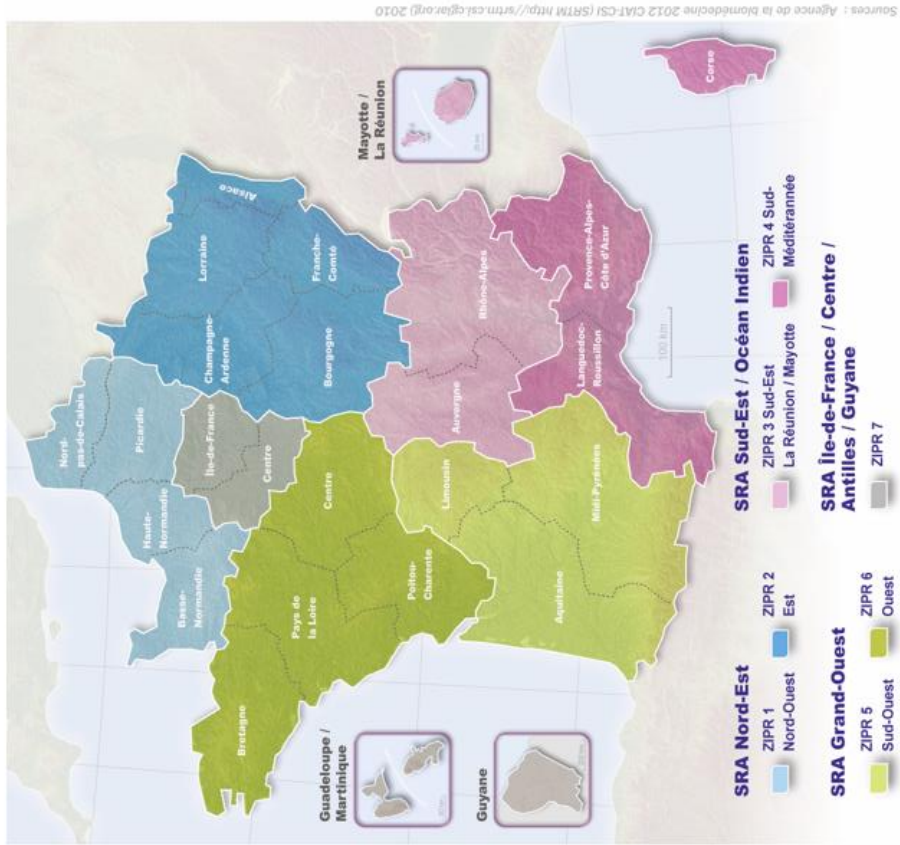 Nord-
pas-de-Calais
Picardie
Haute-
Normandie
Basse-
Normandie
Île-de-France
Centre
Champagne-
Ardenne
Lorraine
Alsace
Bretagne
Pays de
la Loire
Centre
Bourgogne
Franche-
Comté
Poitou-
Charente
Limousin
Auvergne
Rhône-Alpes
Aquitaine
Midi-Pyrénées
Languedoc-
Roussillon
Provence-Alpes-
Côte d'Azur
Corse
100 km
Guadeloupe /
Martinique
Guyane
Mayotte /
La Réunion
SRA Nord-Est
ZIPR 1
Nord-Ouest
ZIPR 2
Est
SRA Grand-Ouest
ZIPR 5
Sud-Ouest
ZIPR 6
Ouest
SRA Sud-Est / Océan Indien
ZIPR 3 Sud-Est
La Réunion / Mayotte
ZIPR 4 Sud-
Méditérannée
SRA Île-de-France / Centre /
Antilles / Guyane
ZIPR 7
Sources : Agence de la biomédecine 2012 CIAT-CSI (SRTM http://srtm.csi.cgiar.org) 2010